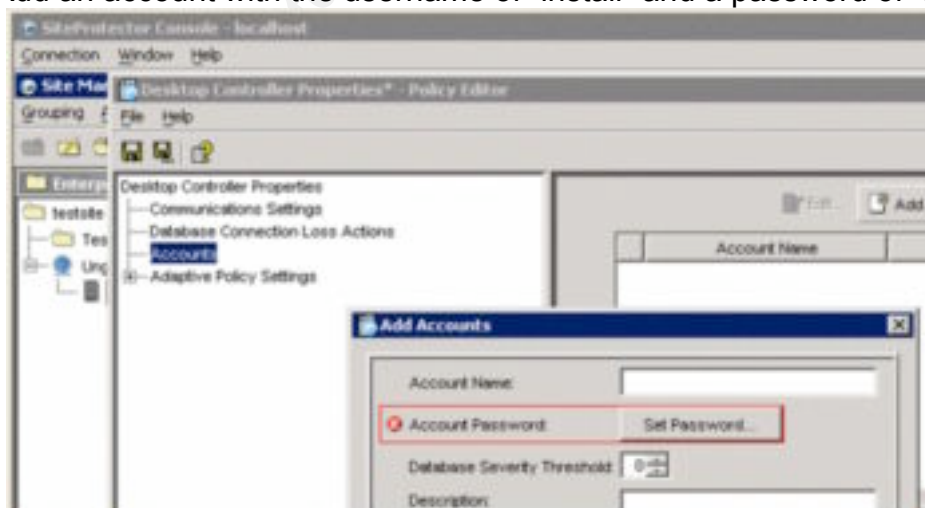 add an account with the username of "install" and a password of
SiteProtector Console - localhost
Connection Window Help
Site Ma
Desktop Controller Properties* - Policy Editor
Grouping
File Help
Enterp
Desktop Controller Properties
Communications Settings
Database Connection Loss Actions
Accounts
Adaptive Policy Settings
testsite
Tes
Ung
Edit...
Add
Account Name
Add Accounts
Account Name:
Account Password:
Set Password...
Database Severity Threshold:
0
Description: